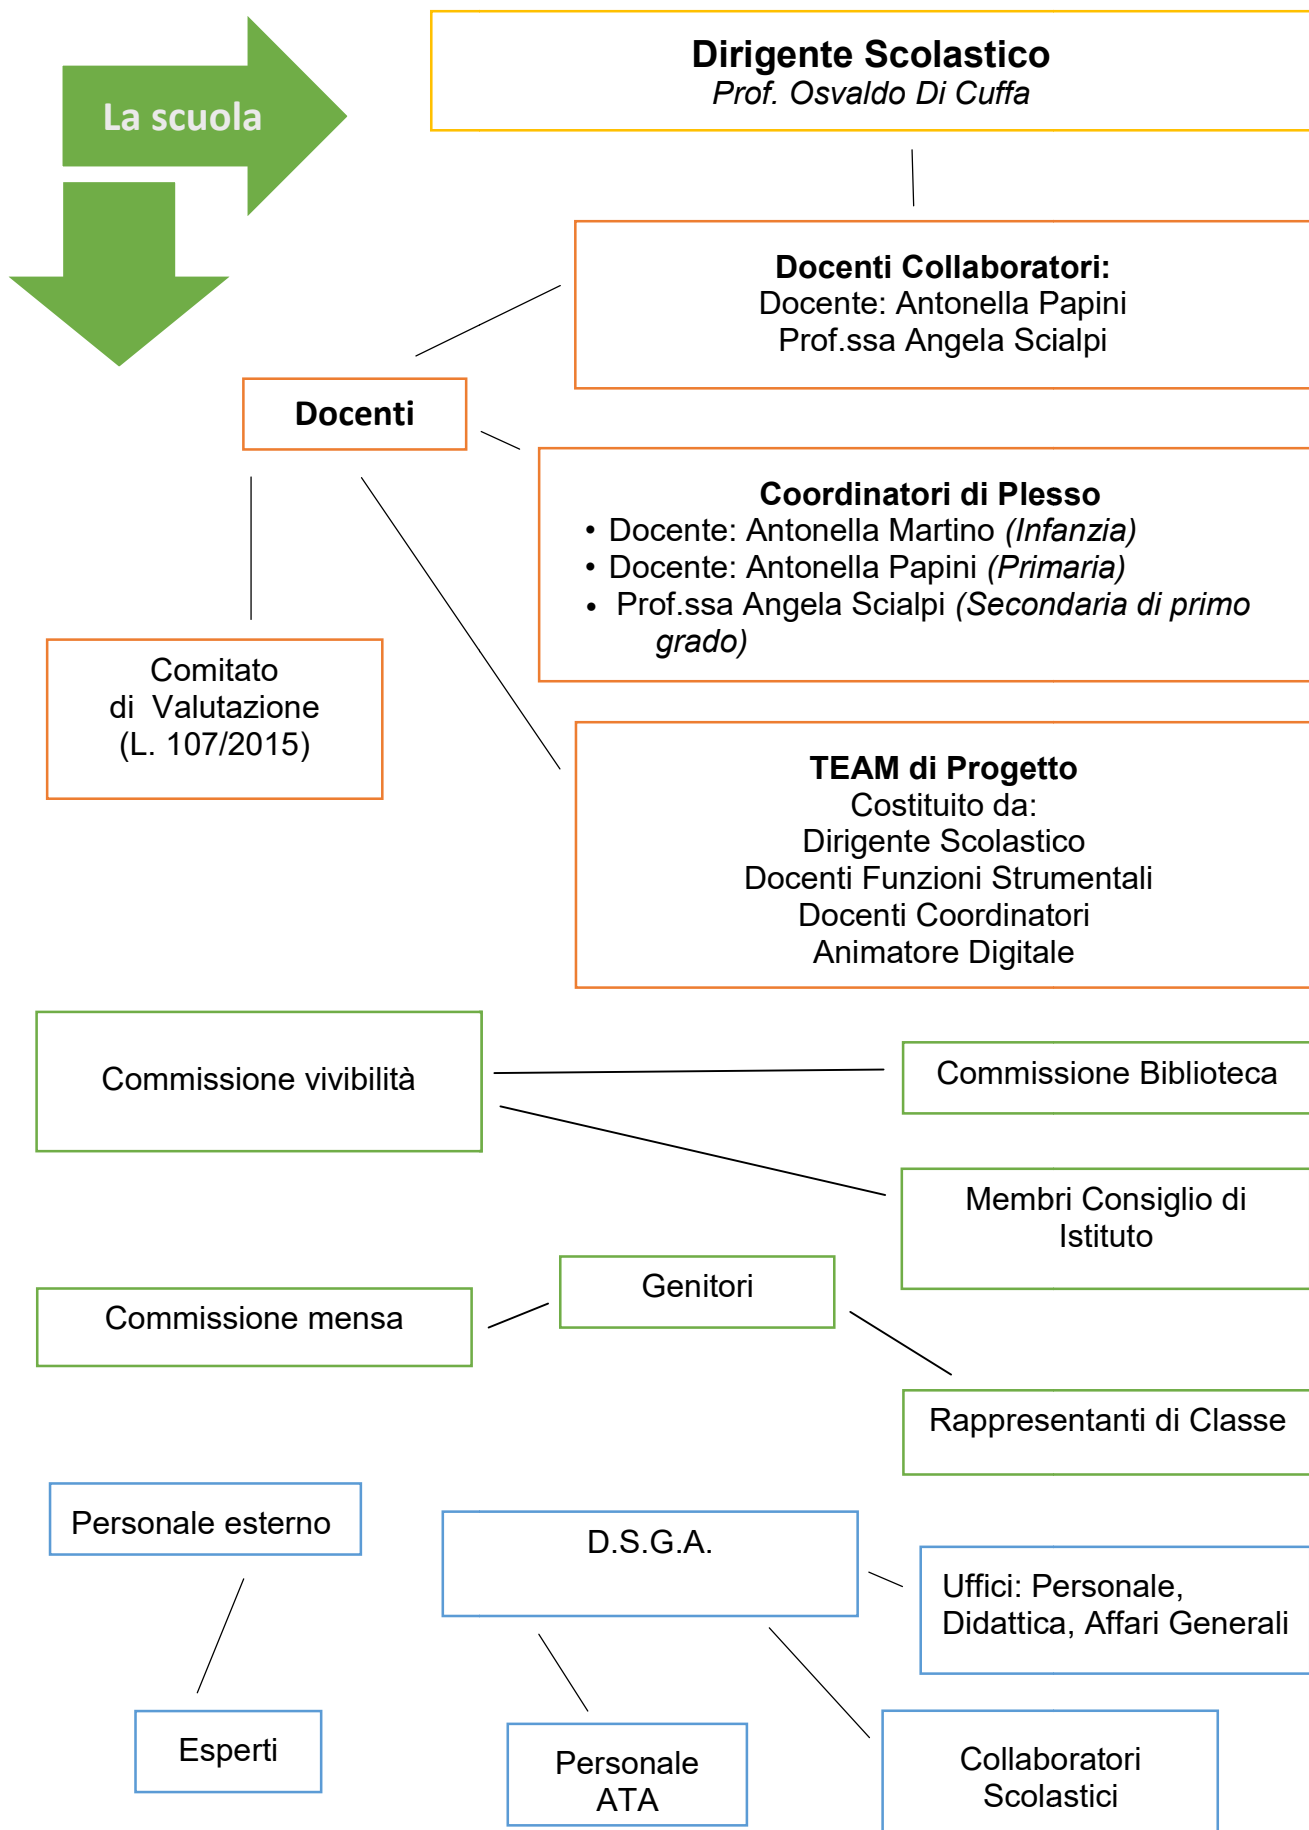 La scuola
Dirigente Scolastico
Prof. Osvaldo Di Cuffa
Docenti Collaboratori:
Docente: Antonella Papini
Prof.ssa Angela Scialpi
Docenti
Coordinatori di Plesso
• Docente: Antonella Martino (Infanzia)
• Docente: Antonella Papini (Primaria)
• Prof.ssa Angela Scialpi (Secondaria di primo
grado)
Comitato
di Valutazione
(L. 107/2015)
TEAM di Progetto
Costituito da:
Dirigente Scolastico
Docenti Funzioni Strumentali
Docenti Coordinatori
Animatore Digitale
Commissione vivibilità
Commissione Biblioteca
Membri Consiglio di
Istituto
Genitori
Commissione mensa
Rappresentanti di Classe
Personale esterno
D.S.G.A.
Uffici: Personale,
Didattica, Affari Generali
Esperti
Personale
ATA
Collaboratori
Scolastici